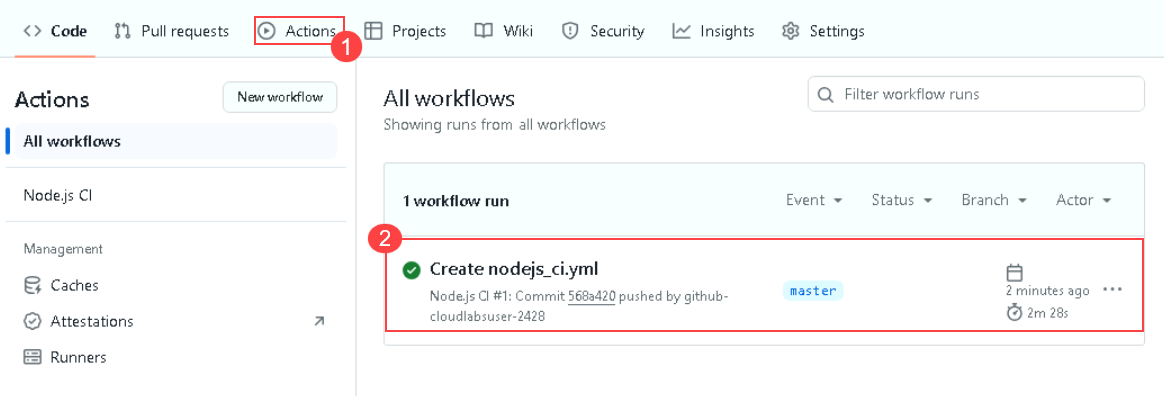 Code Pull requests Actions Projects Wiki Security Insights Settings
1
Actions
New workflow
All workflows
Node.js CI
Management
Caches
Attestations
Runners
All workflows
Showing runs from all workflows
Filter workflow runs
1 workflow run
Event Status Branch Actor
2
Create nodejs_ci.yml
Node.js CI #1: Commit 568a420 pushed by github-
cloudlabsuser-2428
master
2 minutes ago
2m 28s